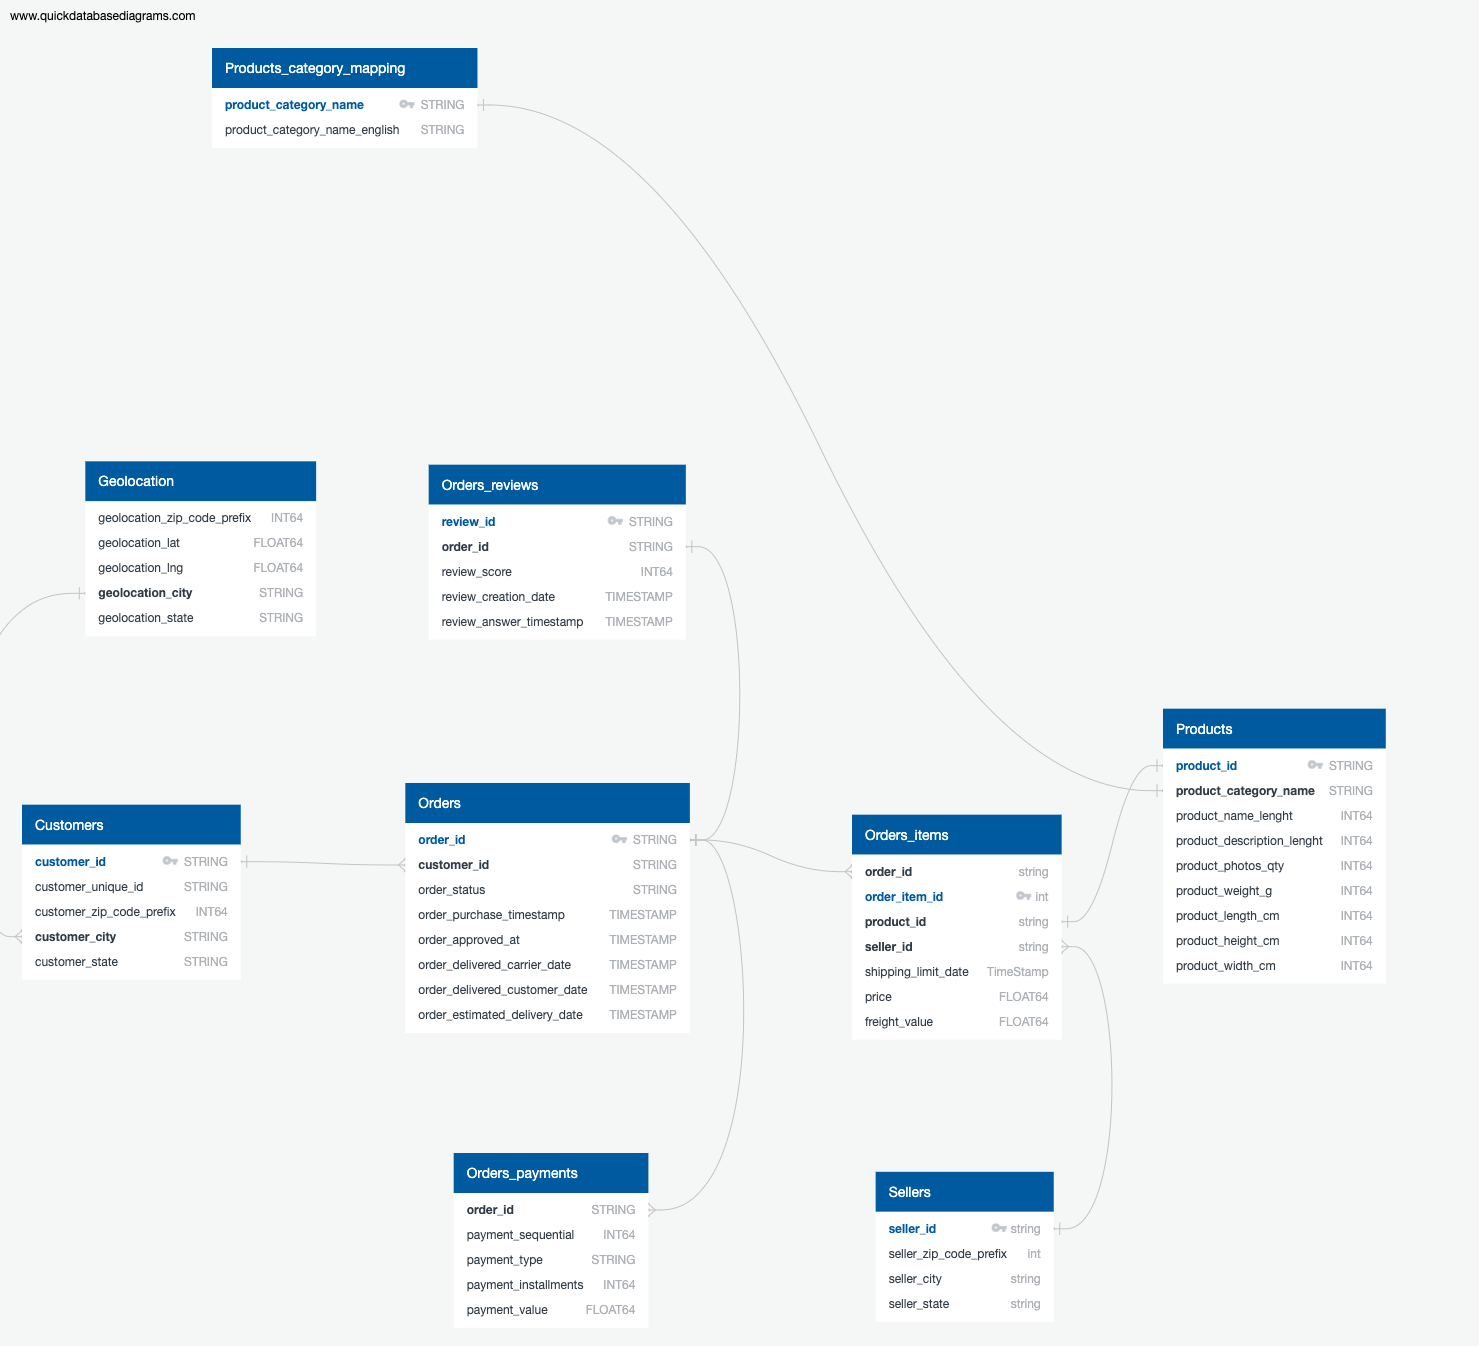 www.quickdatabasediagrams.com
Products_category_mapping
product_category_name STRING
product_category_name_english STRING
Geolocation
geolocation_zip_code_prefix INT64
geolocation_lat FLOAT64
geolocation_lng FLOAT64
geolocation_city STRING
geolocation_state STRING
Orders_reviews
review_id STRING
order_id STRING
review_score INT64
review_creation_date TIMESTAMP
review_answer_timestamp TIMESTAMP
Products
product_id STRING
product_category_name STRING
product_name_lenght INT64
product_description_lenght INT64
product_photos_qty INT64
product_weight_g INT64
product_length_cm INT64
product_height_cm INT64
product_width_cm INT64
Customers
customer_id STRING
customer_unique_id STRING
customer_zip_code_prefix INT64
customer_city STRING
customer_state STRING
Orders
order_id STRING
customer_id STRING
order_status STRING
order_purchase_timestamp TIMESTAMP
order_approved_at TIMESTAMP
order_delivered_carrier_date TIMESTAMP
order_delivered_customer_date TIMESTAMP
order_estimated_delivery_date TIMESTAMP
Orders_items
order_id string
order_item_id int
product_id string
seller_id string
shipping_limit_date TimeStamp
price FLOAT64
freight_value FLOAT64
Orders_payments
order_id STRING
payment_sequential INT64
payment_type STRING
payment_installments INT64
payment_value FLOAT64
Sellers
seller_id string
seller_zip_code_prefix int
seller_city string
seller_state string